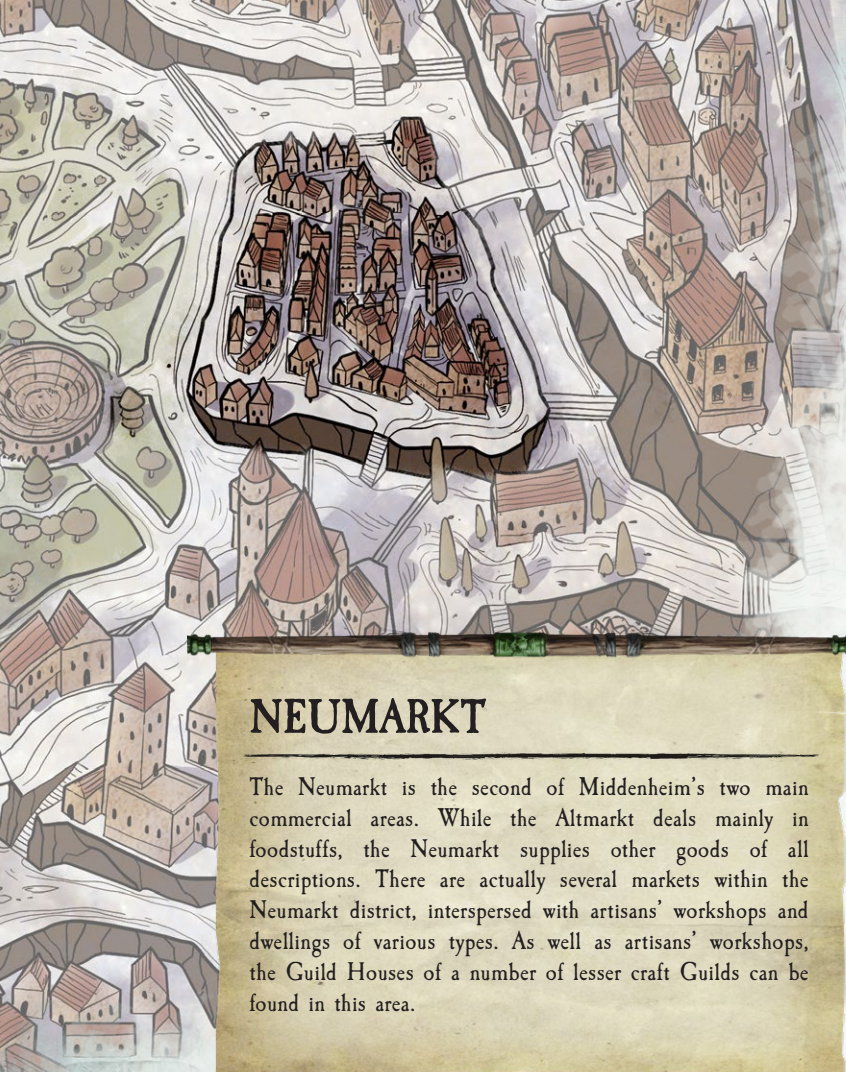 NEUMARKT
The Neumarkt is the second of Middenheim's two main
commercial areas. While the Altmarkt deals mainly in
foodstuffs, the Neumarkt supplies other goods of all
descriptions. There are actually several markets within the
Neumarkt district, interspersed with artisans' workshops and
dwellings of various types. As well as artisans' workshops,
the Guild Houses of a number of lesser craft Guilds can be
found in this area.